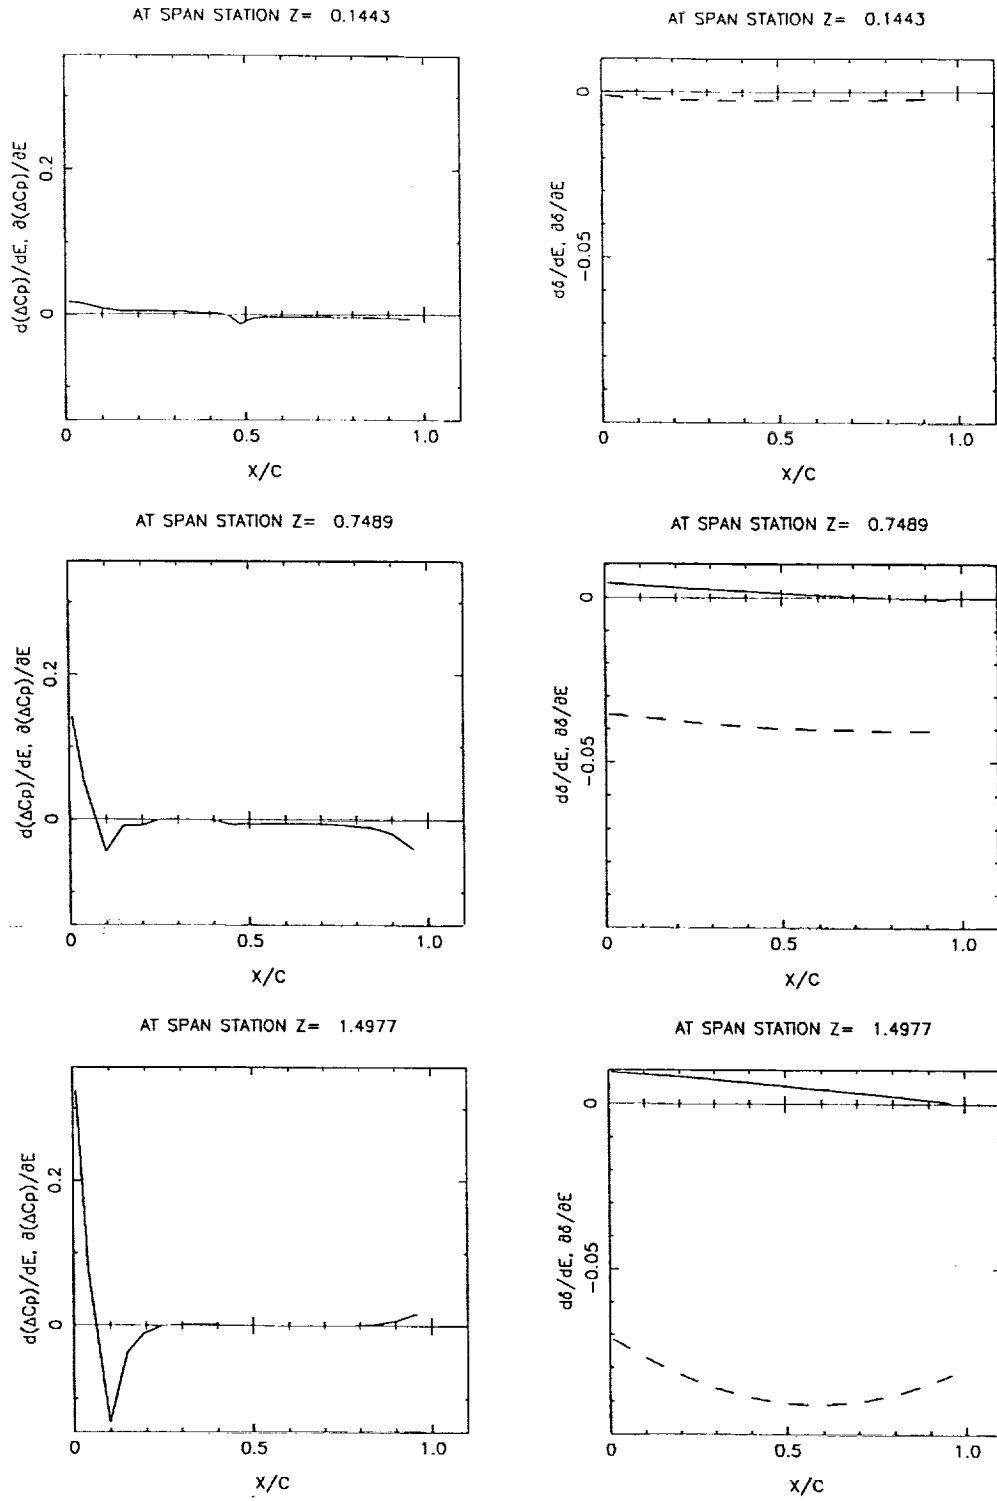 AT SPAN STATION Z= 0.1443
d(ΔCp)/dE, ∂(ΔCp)/∂E
0.2
0
0 0.5 1.0
X/C
AT SPAN STATION Z= 0.1443
dδ/dE, ∂δ/∂E
0
-0.05
0 0.5 1.0
X/C
AT SPAN STATION Z= 0.7489
d(ΔCp)/dE, ∂(ΔCp)/∂E
0.2
0
0 0.5 1.0
X/C
AT SPAN STATION Z= 0.7489
dδ/dE, ∂δ/∂E
0
-0.05
0 0.5 1.0
X/C
AT SPAN STATION Z= 1.4977
d(ΔCp)/dE, ∂(ΔCp)/∂E
0.2
0
0 0.5 1.0
X/C
AT SPAN STATION Z= 1.4977
dδ/dE, ∂δ/∂E
0
-0.05
0 0.5 1.0
X/C